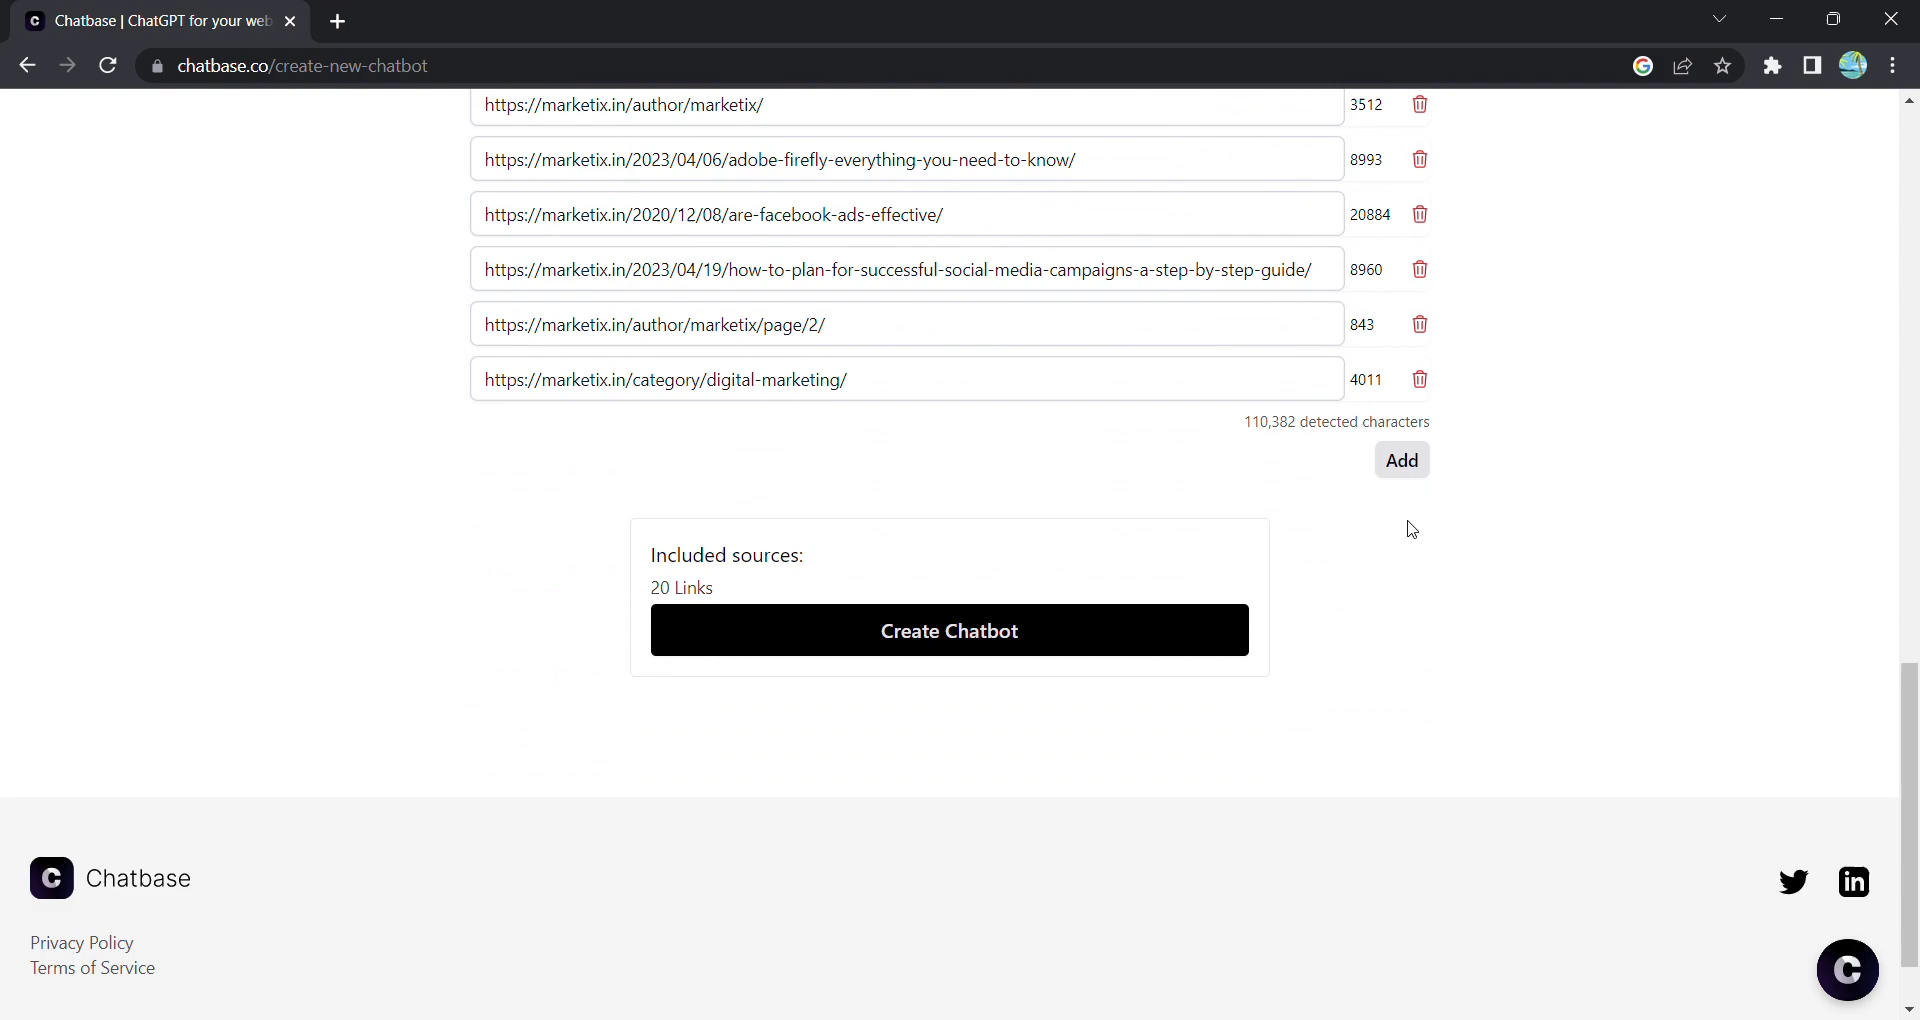 Chatbase | ChatGPT for your web
chatbase.co/create-new-chatbot
https://marketix.in/author/marketix/ 3512
https://marketix.in/2023/04/06/adobe-firefly-everything-you-need-to-know/ 8993
https://marketix.in/2020/12/08/are-facebook-ads-effective/ 20884
https://marketix.in/2023/04/19/how-to-plan-for-successful-social-media-campaigns-a-step-by-step-guide/ 8960
https://marketix.in/author/marketix/page/2/ 843
https://marketix.in/category/digital-marketing/ 4011
110,382 detected characters
Add
Included sources:
20 Links
Create Chatbot
C Chatbase
in
Privacy Policy
Terms of Service
C